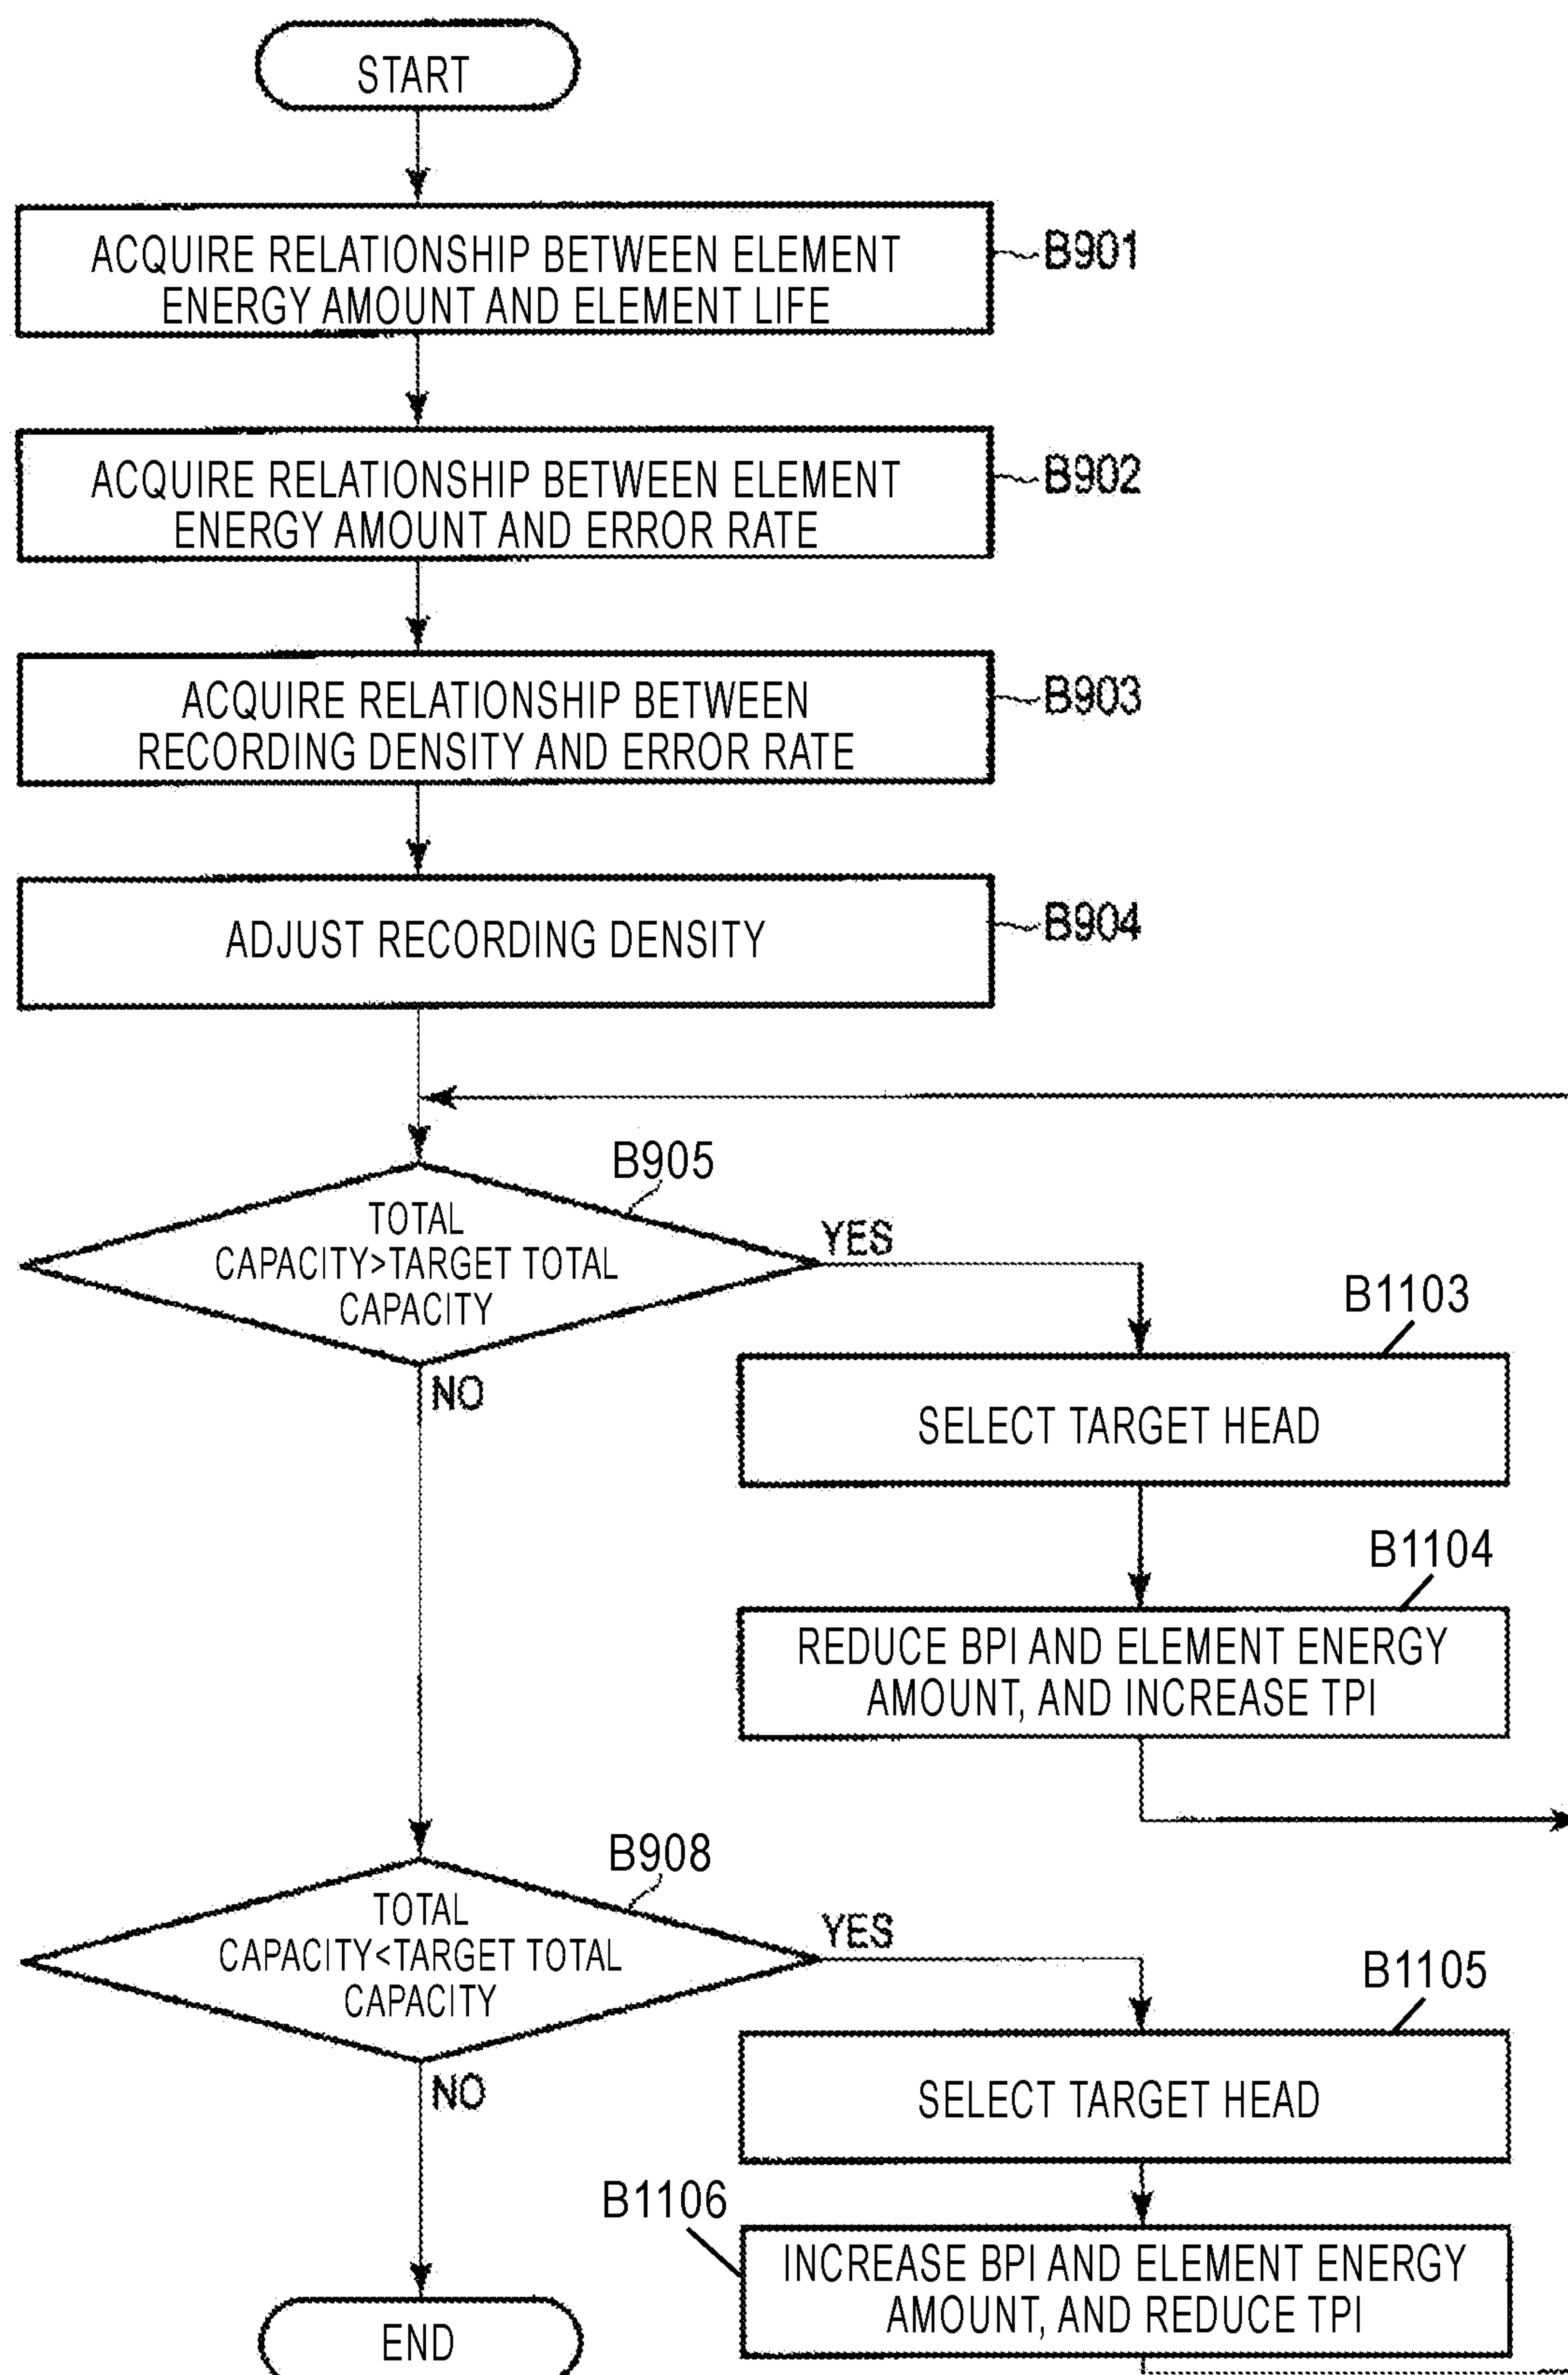 START
ACQUIRE RELATIONSHIP BETWEEN ELEMENT
ENERGY AMOUNT AND ELEMENT LIFE
B901
ACQUIRE RELATIONSHIP BETWEEN ELEMENT
ENERGY AMOUNT AND ERROR RATE
B902
ACQUIRE RELATIONSHIP BETWEEN
RECORDING DENSITY AND ERROR RATE
B903
ADJUST RECORDING DENSITY
B904
B905
TOTAL
CAPACITY>TARGET TOTAL
CAPACITY
YES
NO
B1103
SELECT TARGET HEAD
B1104
REDUCE BPI AND ELEMENT ENERGY
AMOUNT, AND INCREASE TPI
B908
TOTAL
CAPACITY<TARGET TOTAL
CAPACITY
YES
NO
B1105
SELECT TARGET HEAD
B1106
INCREASE BPI AND ELEMENT ENERGY
AMOUNT, AND REDUCE TPI
END